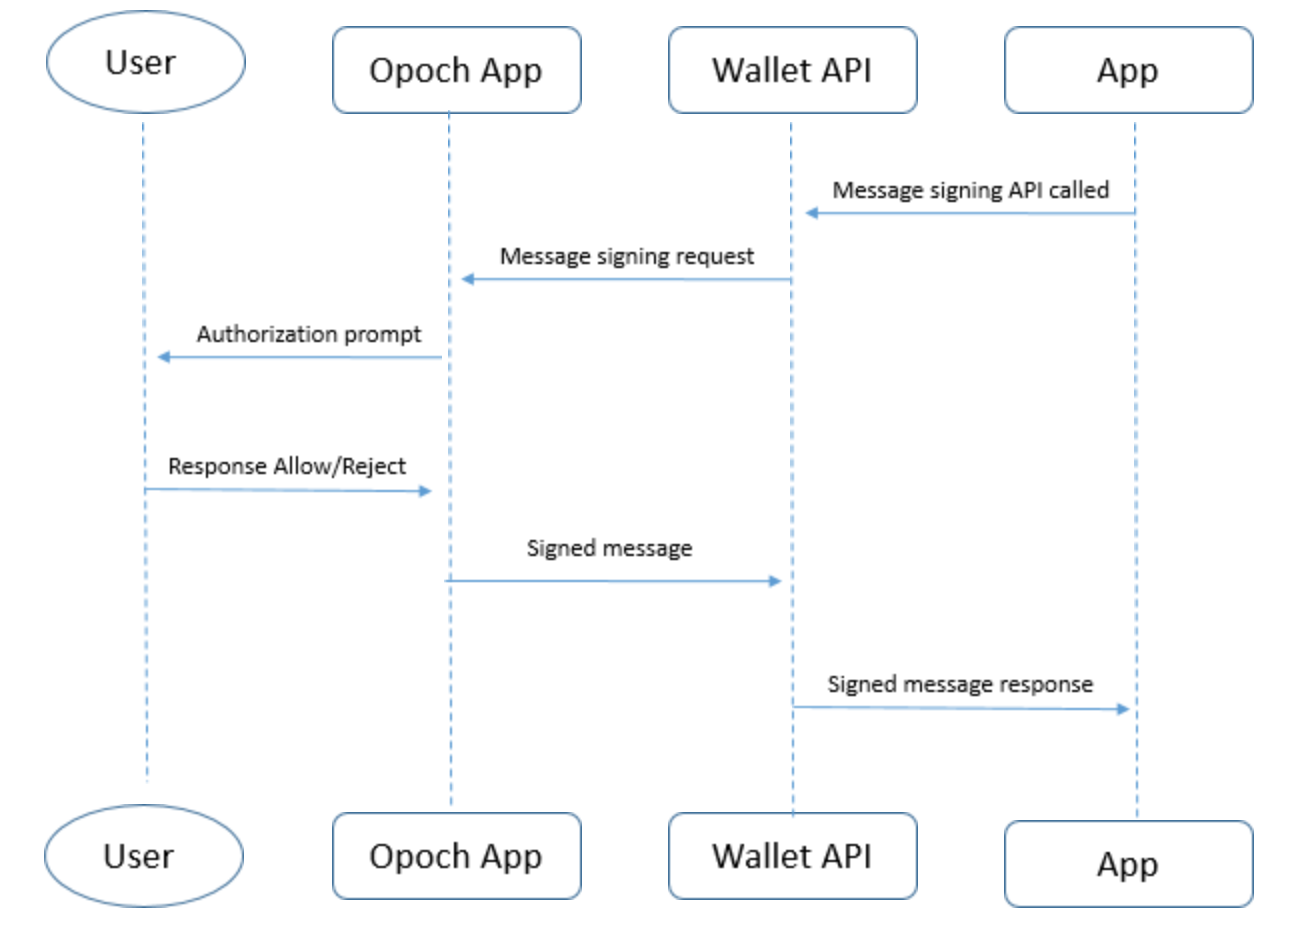 User
Opoch App
Wallet API
App
Message signing API called
Message signing request
Authorization prompt
Response Allow/Reject
Signed message
Signed message response
User
Opoch App
Wallet API
App